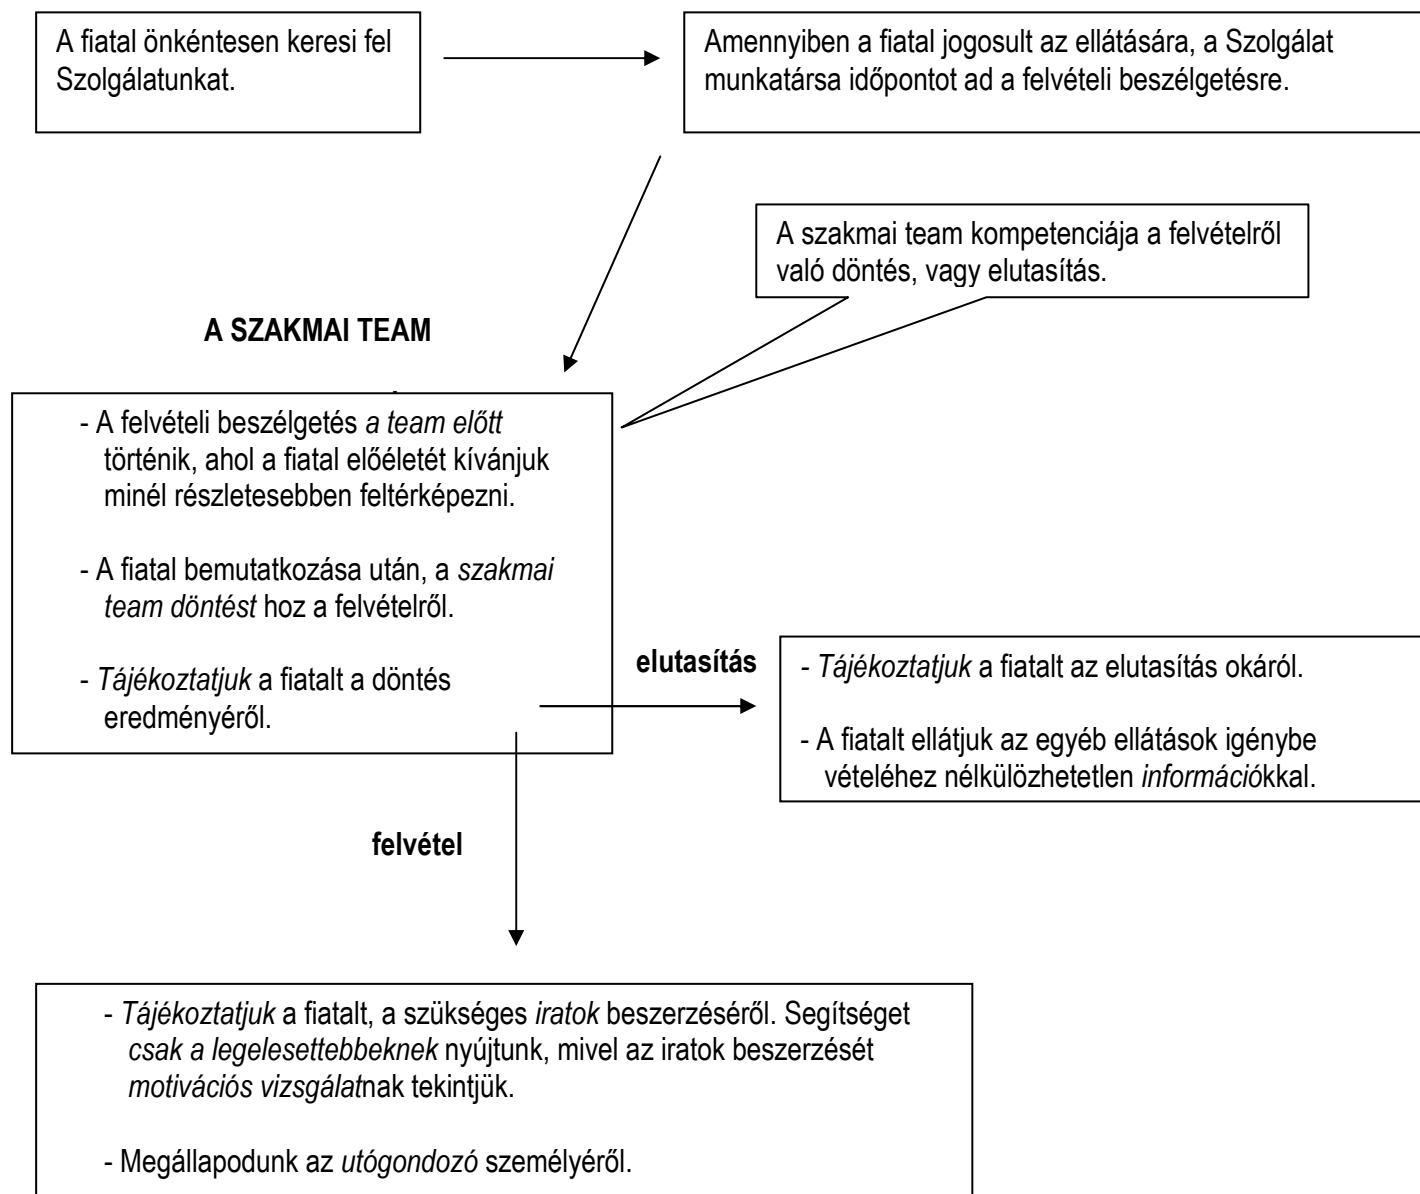 A fiatal önkéntesen keresi fel
Szolgálatunkat.
Amennyiben a fiatal jogosult az ellátására, a Szolgálat
munkatársa időpontot ad a felvételi beszélgetésre.
A szakmai team kompetenciája a felvételről
való döntés, vagy elutasítás.
A SZAKMAI TEAM
- A felvételi beszélgetés a team előtt
történik, ahol a fiatal előéletét kívánjuk
minél részletesebben feltérképezni.
- A fiatal bemutatkozása után, a szakmai
team döntést hoz a felvételről.
- Tájékoztatjuk a fiatalt a döntés
eredményéről.
elutasítás
- Tájékoztatjuk a fiatalt az elutasítás okáról.
- A fiatalt ellátjuk az egyéb ellátások igénybe
vételéhez nélkülözhetetlen információkkal.
felvétel
- Tájékoztatjuk a fiatalt, a szükséges iratok beszerzéséről. Segítséget
csak a legelesettebbeknek nyújtunk, mivel az iratok beszerzését
motivációs vizsgálatnak tekintjük.
- Megállapodunk az utógondozó személyéről.